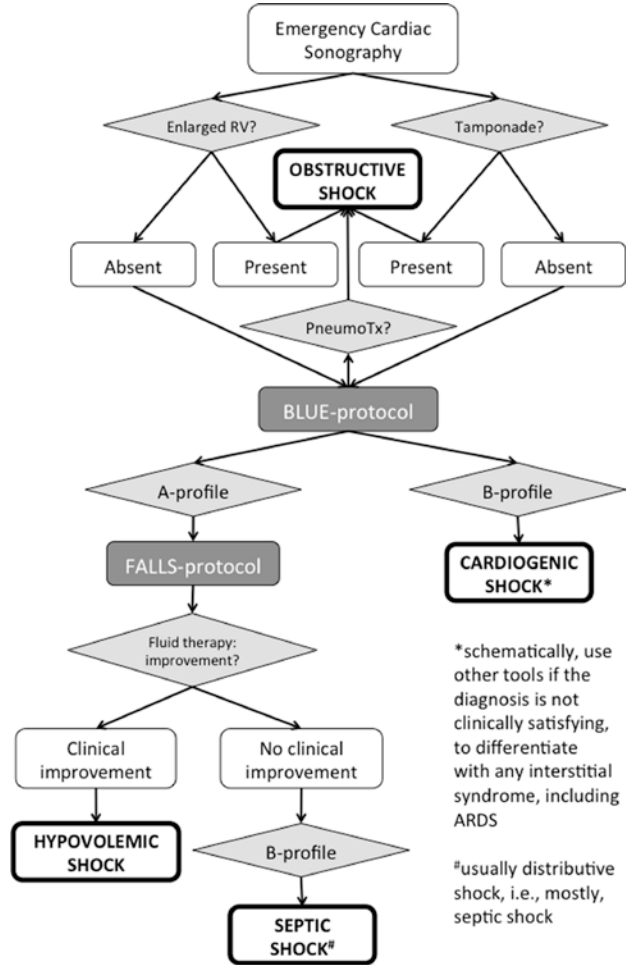 Emergency Cardiac
Sonography
Enlarged RV?
Tamponade?
OBSTRUCTIVE
SHOCK
Absent
Present
Present
Absent
PneumoTx?
BLUE-protocol
A-profile
B-profile
FALLS-protocol
CARDIOGENIC
SHOCK*
Fluid therapy:
improvement?
Clinical
improvement
No clinical
improvement
HYPOVOLEMIC
SHOCK
B-profile
SEPTIC
SHOCK#
*schematically, use
other tools if the
diagnosis is not
clinically satisfying,
to differentiate
with any interstitial
syndrome, including
ARDS
#usually distributive
shock, i.e., mostly,
septic shock